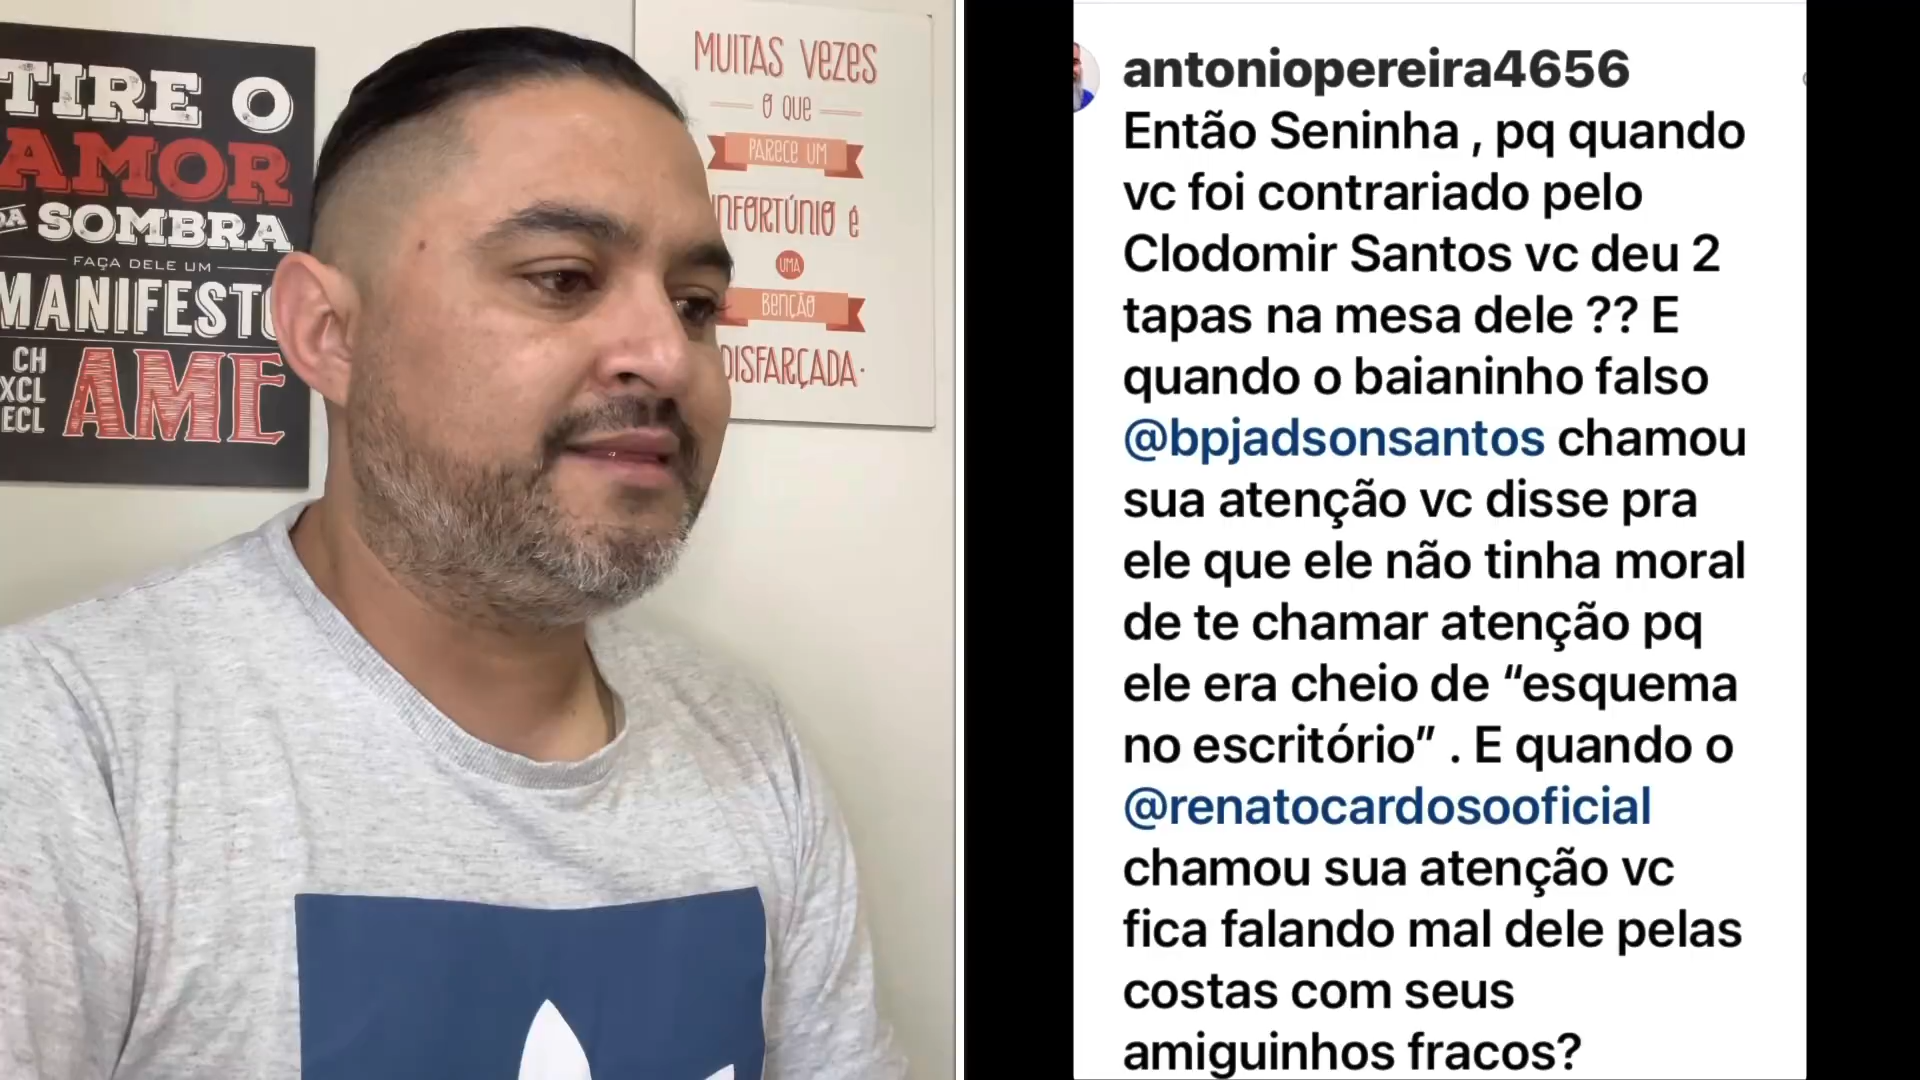 TIRE O
AMOR
DA SOMBRA
FAÇA DELE UM
MANIFESTO
CH
XCL
ECL
AME
MUITAS VEZES
O QUE
PARECE UM
INFORTÚNIO É
UMA
BENÇÃO
DISFARÇADA.
antoniopereira4656
Então Seninha , pq quando
vc foi contrariado pelo
Clodomir Santos vc deu 2
tapas na mesa dele ?? E
quando o baianinho falso
@bpjadsonsantos chamou
sua atenção vc disse pra
ele que ele não tinha moral
de te chamar atenção pq
ele era cheio de “esquema
no escritório” . E quando o
@renatocardosooficial
chamou sua atenção vc
fica falando mal dele pelas
costas com seus
amiguinhos fracos?